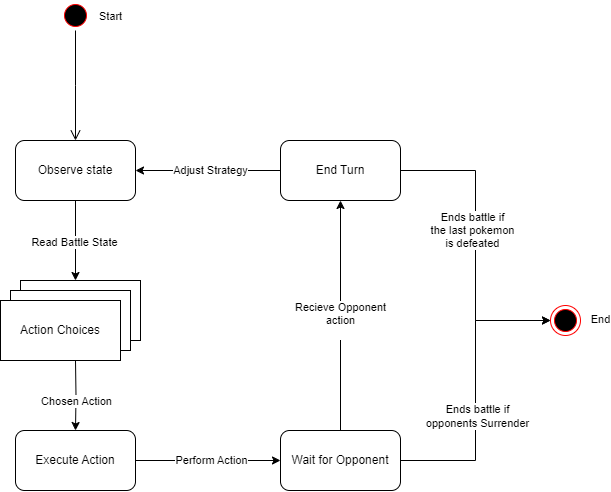 Start
Observe state
Adjust Strategy
End Turn
Ends battle if
the last pokemon
is defeated
Read Battle State
Recieve Opponent
action
End
Action Choices
Chosen Action
Ends battle if
opponents Surrender
Execute Action
Perform Action
Wait for Opponent